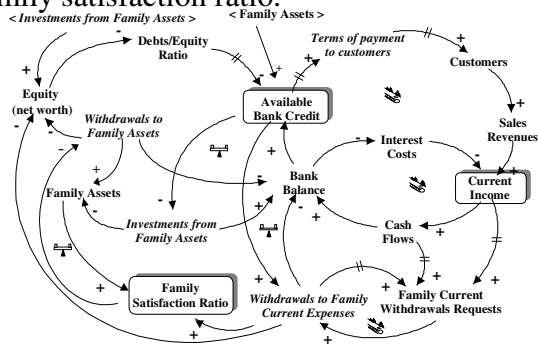 mily satisfaction ratio.
< Investments from Family Assets >
< Family Assets >
Debts/Equity
Ratio
Terms of payment
to customers
Customers
Equity
(net worth)
Withdrawals to
Family Assets
Available
Bank Credit
Sales
Revenues
Interest
Costs
Bank
Balance
Current
Income
Family Assets
Investments from
Family Assets
Cash
Flows
Family
Satisfaction Ratio
Withdrawals to Family
Current Expenses
Family Current
Withdrawals Requests